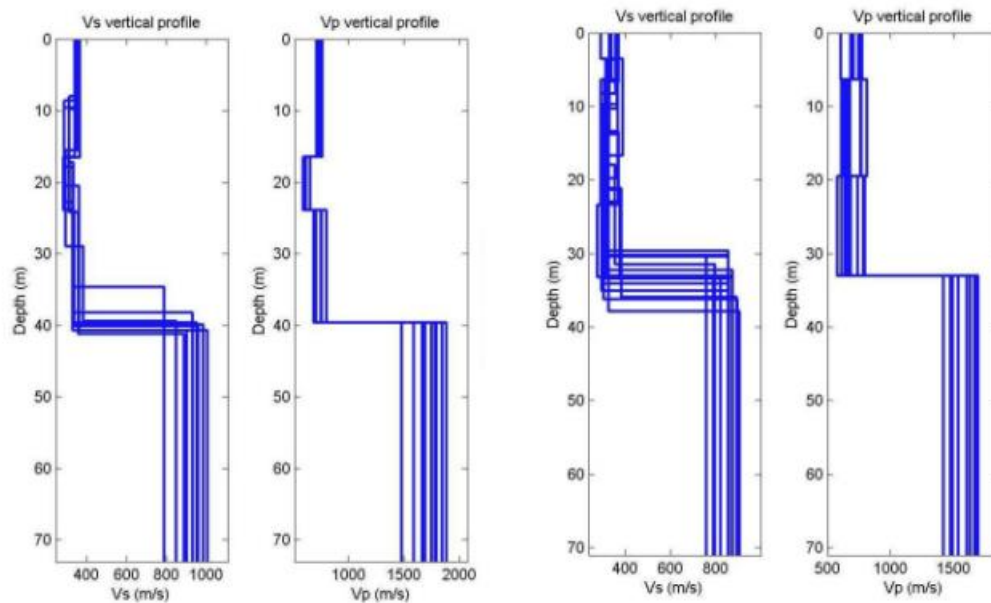 Vs vertical profile
0
10
20
30
40
50
60
70
Depth (m)
400 600 800 1000
Vs (m/s)
Vp vertical profile
0
10
20
30
40
50
60
70
Depth (m)
1000 1500 2000
Vp (m/s)
Vs vertical profile
0
10
20
30
40
50
60
70
Depth (m)
400 600 800
Vs (m/s)
Vp vertical profile
0
10
20
30
40
50
60
70
Depth (m)
500 1000 1500
Vp (m/s)